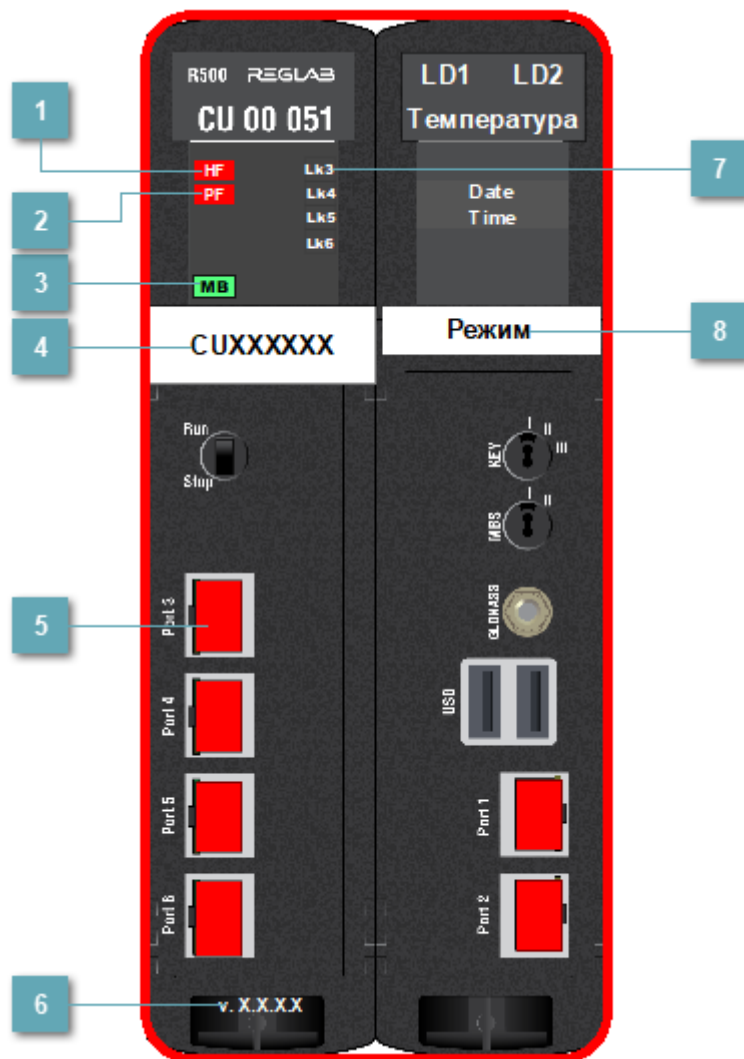 R500 REGLAB
CU 00 051
LD1 LD2
Температура
1
HF
Lk3
7
2
PF
Lk4
Date
Lk5
Time
Lk6
3
MB
4
CUXXXXXX
Режим
8
Run
Stop
KEY
I
II
III
MBS
I
II
5
Port 3
GLONASS
Port 4
USB
Port 5
Port 1
Port 6
Port 2
6
v. X.X.X.X